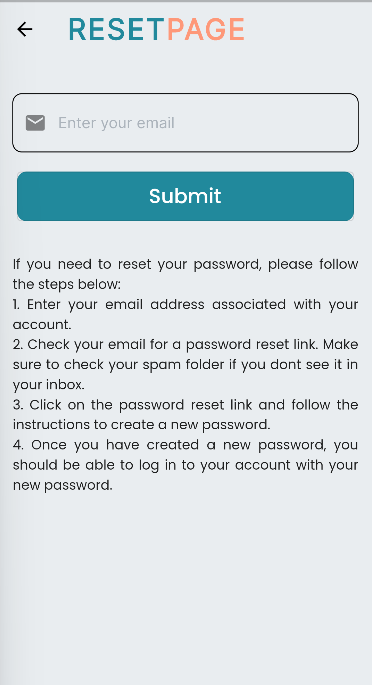 RESETPAGE
Enter your email
Submit
If you need to reset your password, please follow
the steps below:
1. Enter your email address associated with your
account.
2. Check your email for a password reset link. Make
sure to check your spam folder if you dont see it in
your inbox.
3. Click on the password reset link and follow the
instructions to create a new password.
4. Once you have created a new password, you
should be able to log in to your account with your
new password.